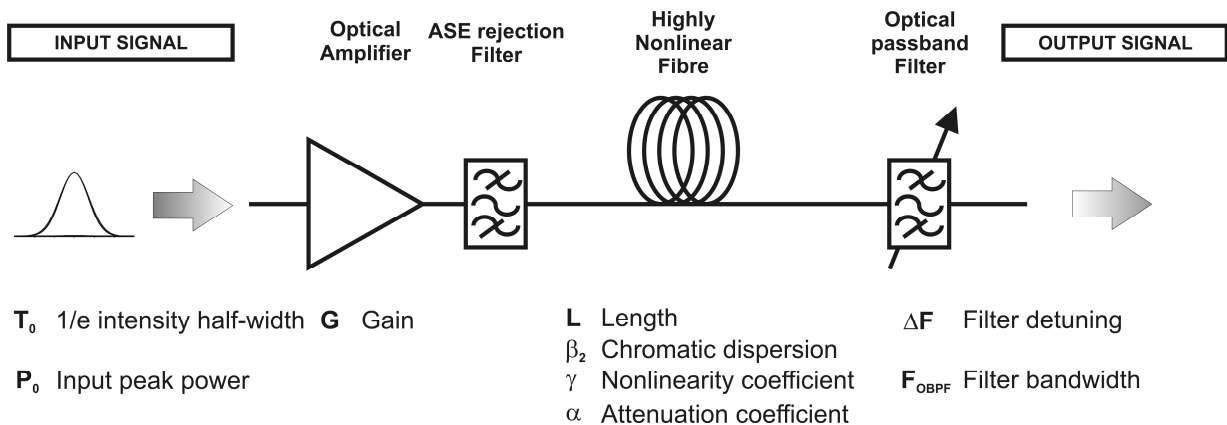 INPUT SIGNAL
Optical
Amplifier
ASE rejection
Filter
Highly
Nonlinear
Fibre
Optical
passband
Filter
OUTPUT SIGNAL
T₀ 1/e intensity half-width
P₀ Input peak power
G Gain
L Length
β₂ Chromatic dispersion
γ Nonlinearity coefficient
α Attenuation coefficient
ΔF Filter detuning
F_OBPF Filter bandwidth